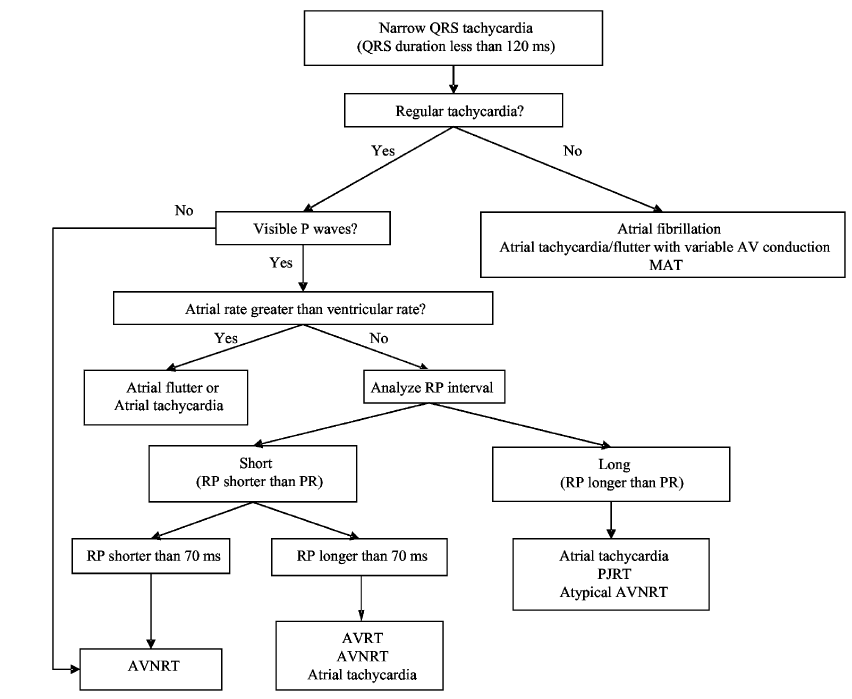 Narrow QRS tachycardia
(QRS duration less than 120 ms)
Regular tachycardia?
Yes
No
No
Visible P waves?
Atrial fibrillation
Atrial tachycardia/flutter with variable AV conduction
MAT
Yes
Atrial rate greater than ventricular rate?
Yes
No
Atrial flutter or
Atrial tachycardia
Analyze RP interval
Short
(RP shorter than PR)
Long
(RP longer than PR)
RP shorter than 70 ms
RP longer than 70 ms
Atrial tachycardia
PJRT
Atypical AVNRT
AVNRT
AVRT
AVNRT
Atrial tachycardia